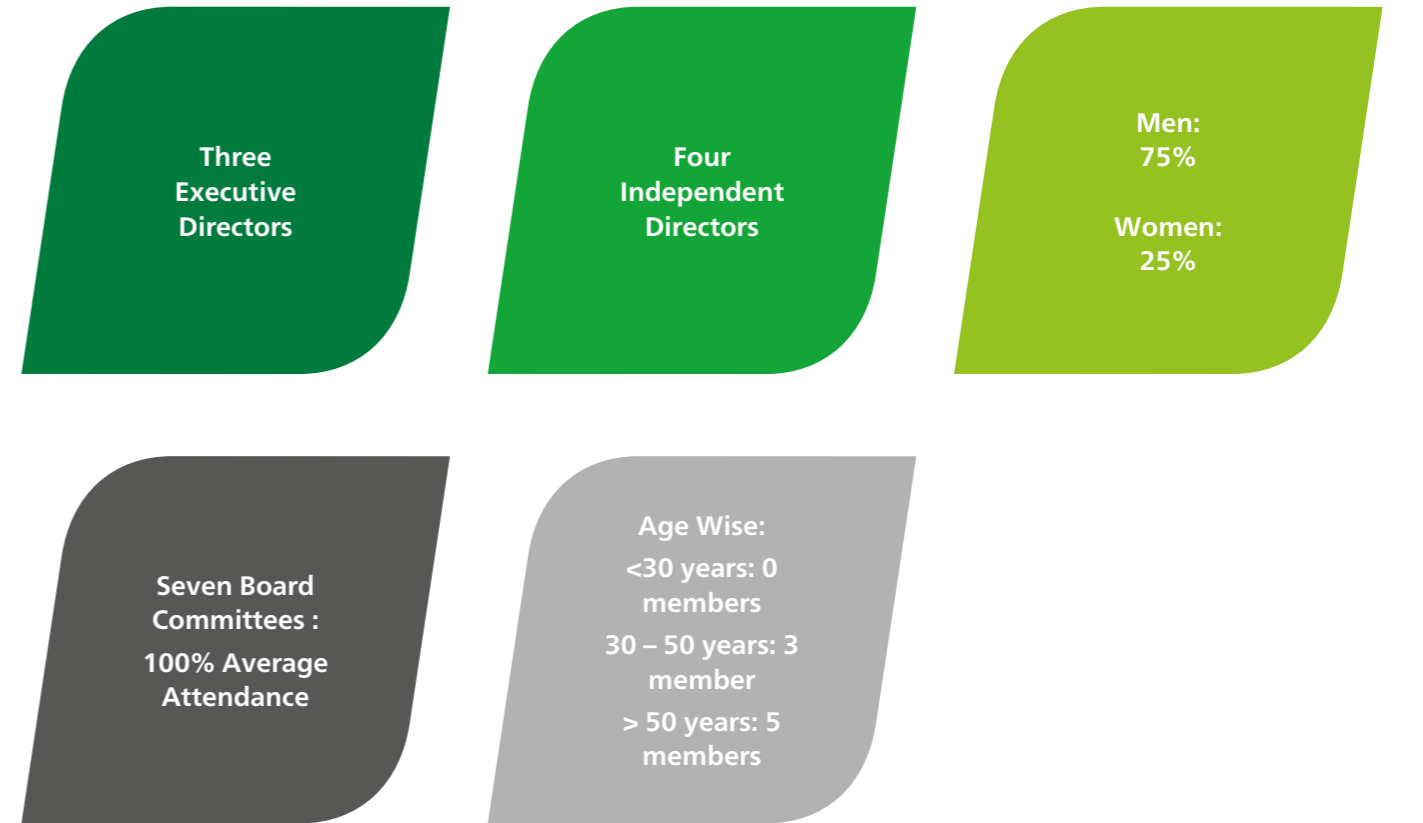 Three
Executive
Directors
Four
Independent
Directors
Men:
75%
Women:
25%
Seven Board
Committees :
100% Average
Attendance
Age Wise:
<30 years: 0
members
30 – 50 years: 3
member
> 50 years: 5
members